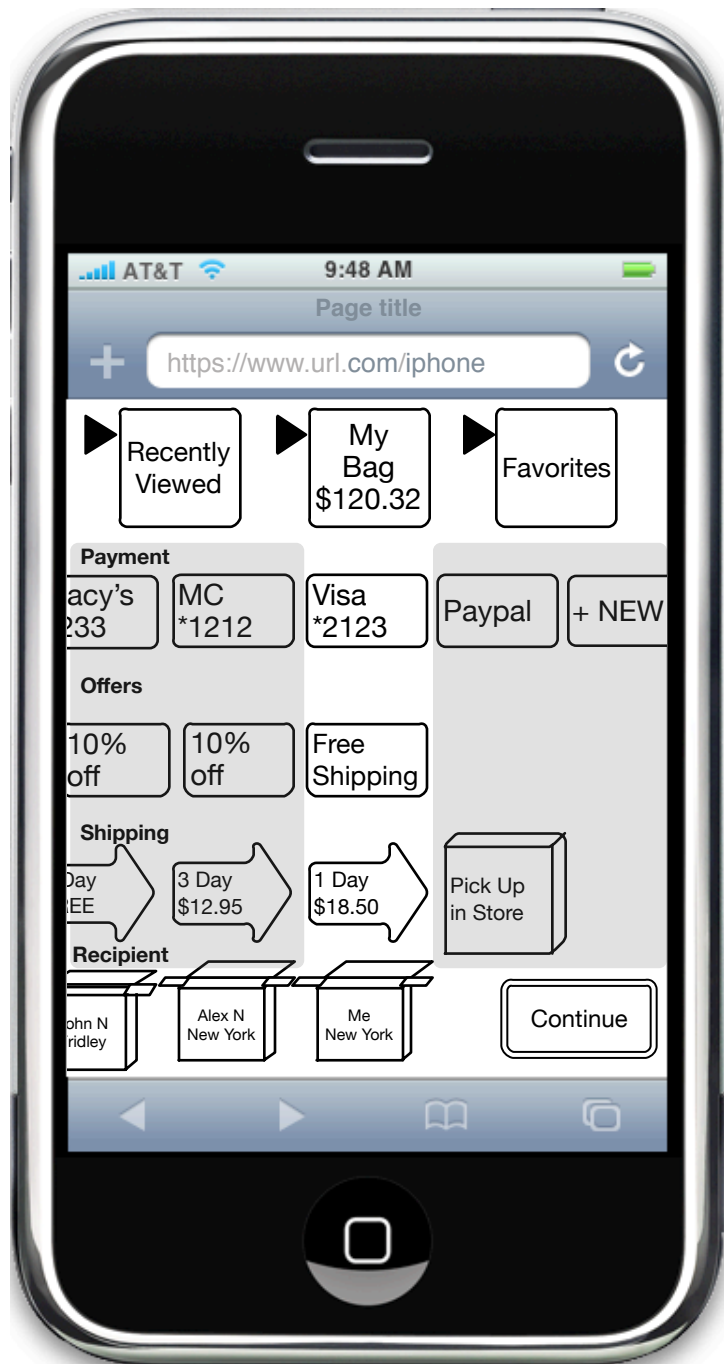 AT&T 9:48 AM
Page title
https://www.url.com/iphone
Recently
Viewed
My
Bag
$120.32
Favorites
Payment
acy's
233
MC
*1212
Visa
*2123
Paypal
+ NEW
Offers
10%
off
10%
off
Free
Shipping
Shipping
Day
EE
3 Day
$12.95
1 Day
$18.50
Pick Up
in Store
Recipient
ohn N
ridley
Alex N
New York
Me
New York
Continue